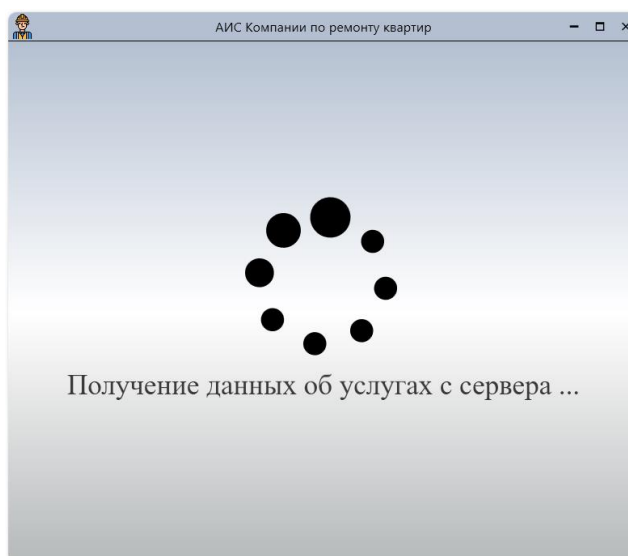 АИС Компании по ремонту квартир
Получение данных об услугах с сервера ...